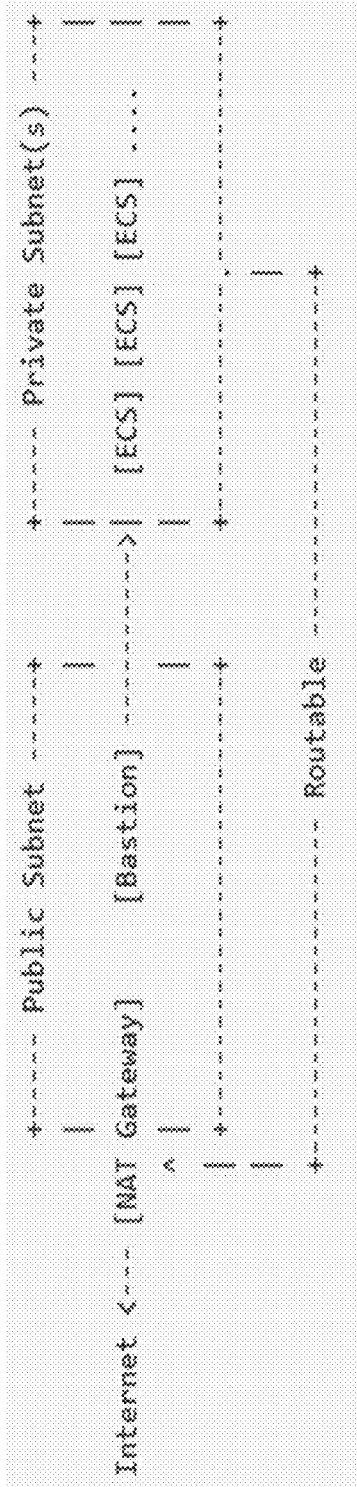 +------ Public Subnet ------+          +------ Private Subnet(s) ----+
|                           |          |                             |
Internet <--- [NAT Gateway]      [Bastion] ------------>|   [ECS] [ECS] [ECS] ....   |
|     ^                     |          |                             |
+---------------------------+          +-----------------------------+
|                                                   .
|                                                   |
+-------------------- Routable ---------------------+